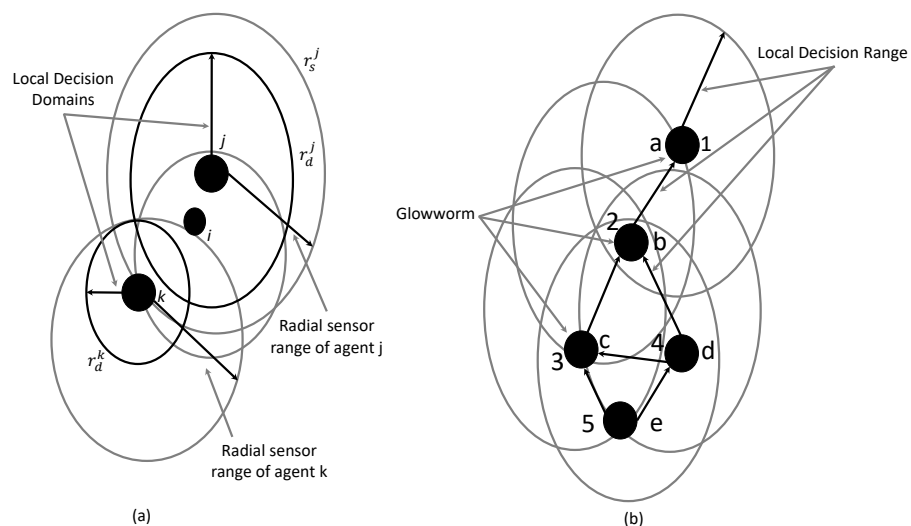 r_s^j
Local Decision
Domains
j
r_d^j
i
k
r_d^k
Radial sensor
range of agent j
Radial sensor
range of agent k
(a)
Local Decision Range
a 1
Glowworm
2 b
c 4 d
3
5 e
(b)